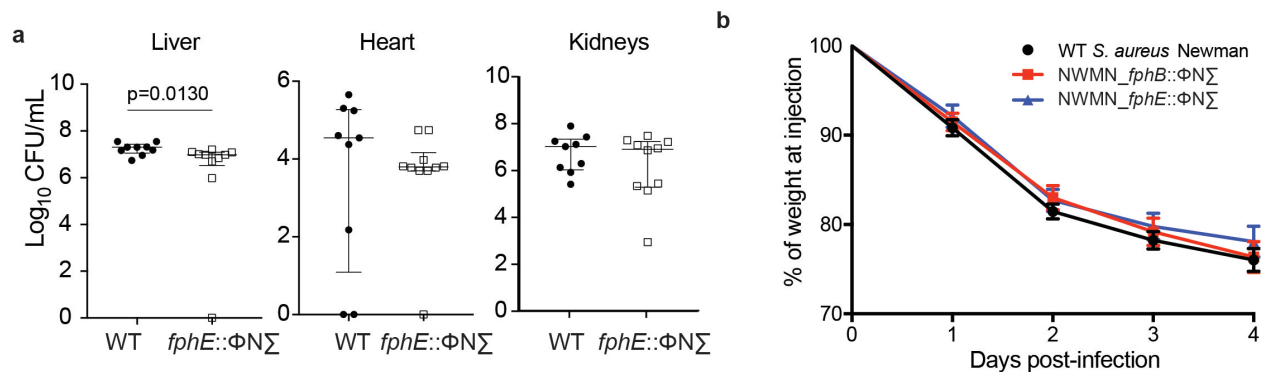 a
Liver
Heart
Kidneys
Log10 CFU/mL
10
8
6
4
2
0
p=0.0130
WT fphE::ΦN∑
6
4
2
0
WT fphE::ΦN∑
10
8
6
4
2
0
WT fphE::ΦN∑
b
% of weight at injection
100
90
80
70
WT S. aureus Newman
NWMN_fphB::ΦN∑
NWMN_fphE::ΦN∑
0 1 2 3 4
Days post-infection